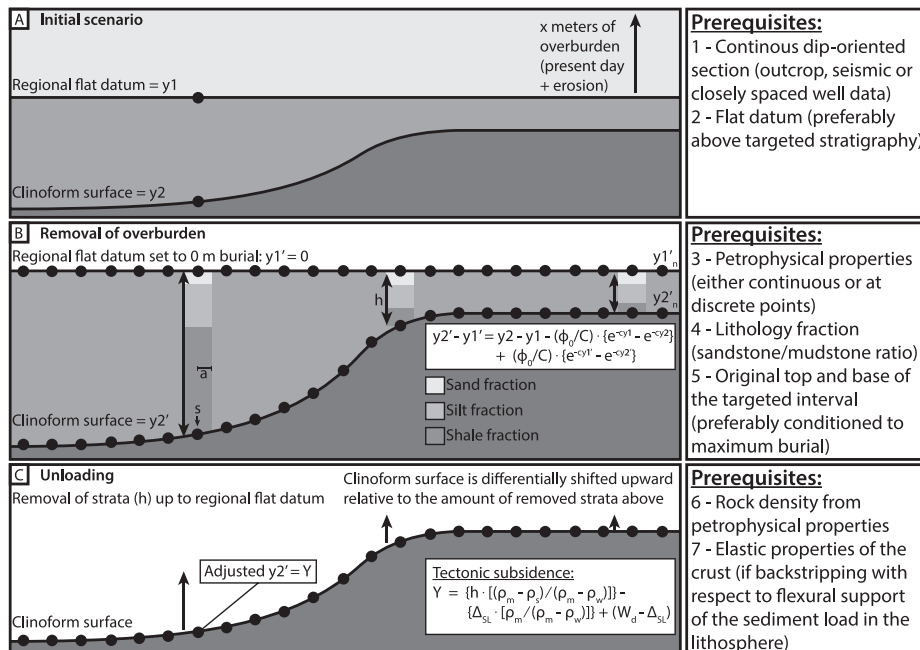 A Initial scenario
x meters of
overburden
(present day
+ erosion)
Regional flat datum = y1
Clinoform surface = y2
Prerequisites:
1 - Continous dip-oriented
section (outcrop, seismic or
closely spaced well data)
2 - Flat datum (preferably
above targeted stratigraphy)
B Removal of overburden
Regional flat datum set to 0 m burial: y1' = 0
y1'n
h
y2'n
y2' - y1' = y2 - y1 - (ϕ0/C) · {e^-cy1 - e^-cy2}
+ (ϕ0/C) · {e^-cy1' - e^-cy2'}
a
s
Sand fraction
Silt fraction
Shale fraction
Clinoform surface = y2'
Prerequisites:
3 - Petrophysical properties
(either continuous or at
discrete points)
4 - Lithology fraction
(sandstone/mudstone ratio)
5 - Original top and base of
the targeted interval
(preferably conditioned to
maximum burial)
C Unloading
Removal of strata (h) up to regional flat datum
Clinoform surface is differentially shifted upward
relative to the amount of removed strata above
Adjusted y2' = Y
Clinoform surface
Tectonic subsidence:
Y = {h · [(ρm - ρs)/(ρm - ρw)]} -
{ΔSL · [ρm/(ρm - ρw)]} + (Wd - ΔSL)
Prerequisites:
6 - Rock density from
petrophysical properties
7 - Elastic properties of the
crust (if backstripping with
respect to flexural support
of the sediment load in the
lithosphere)